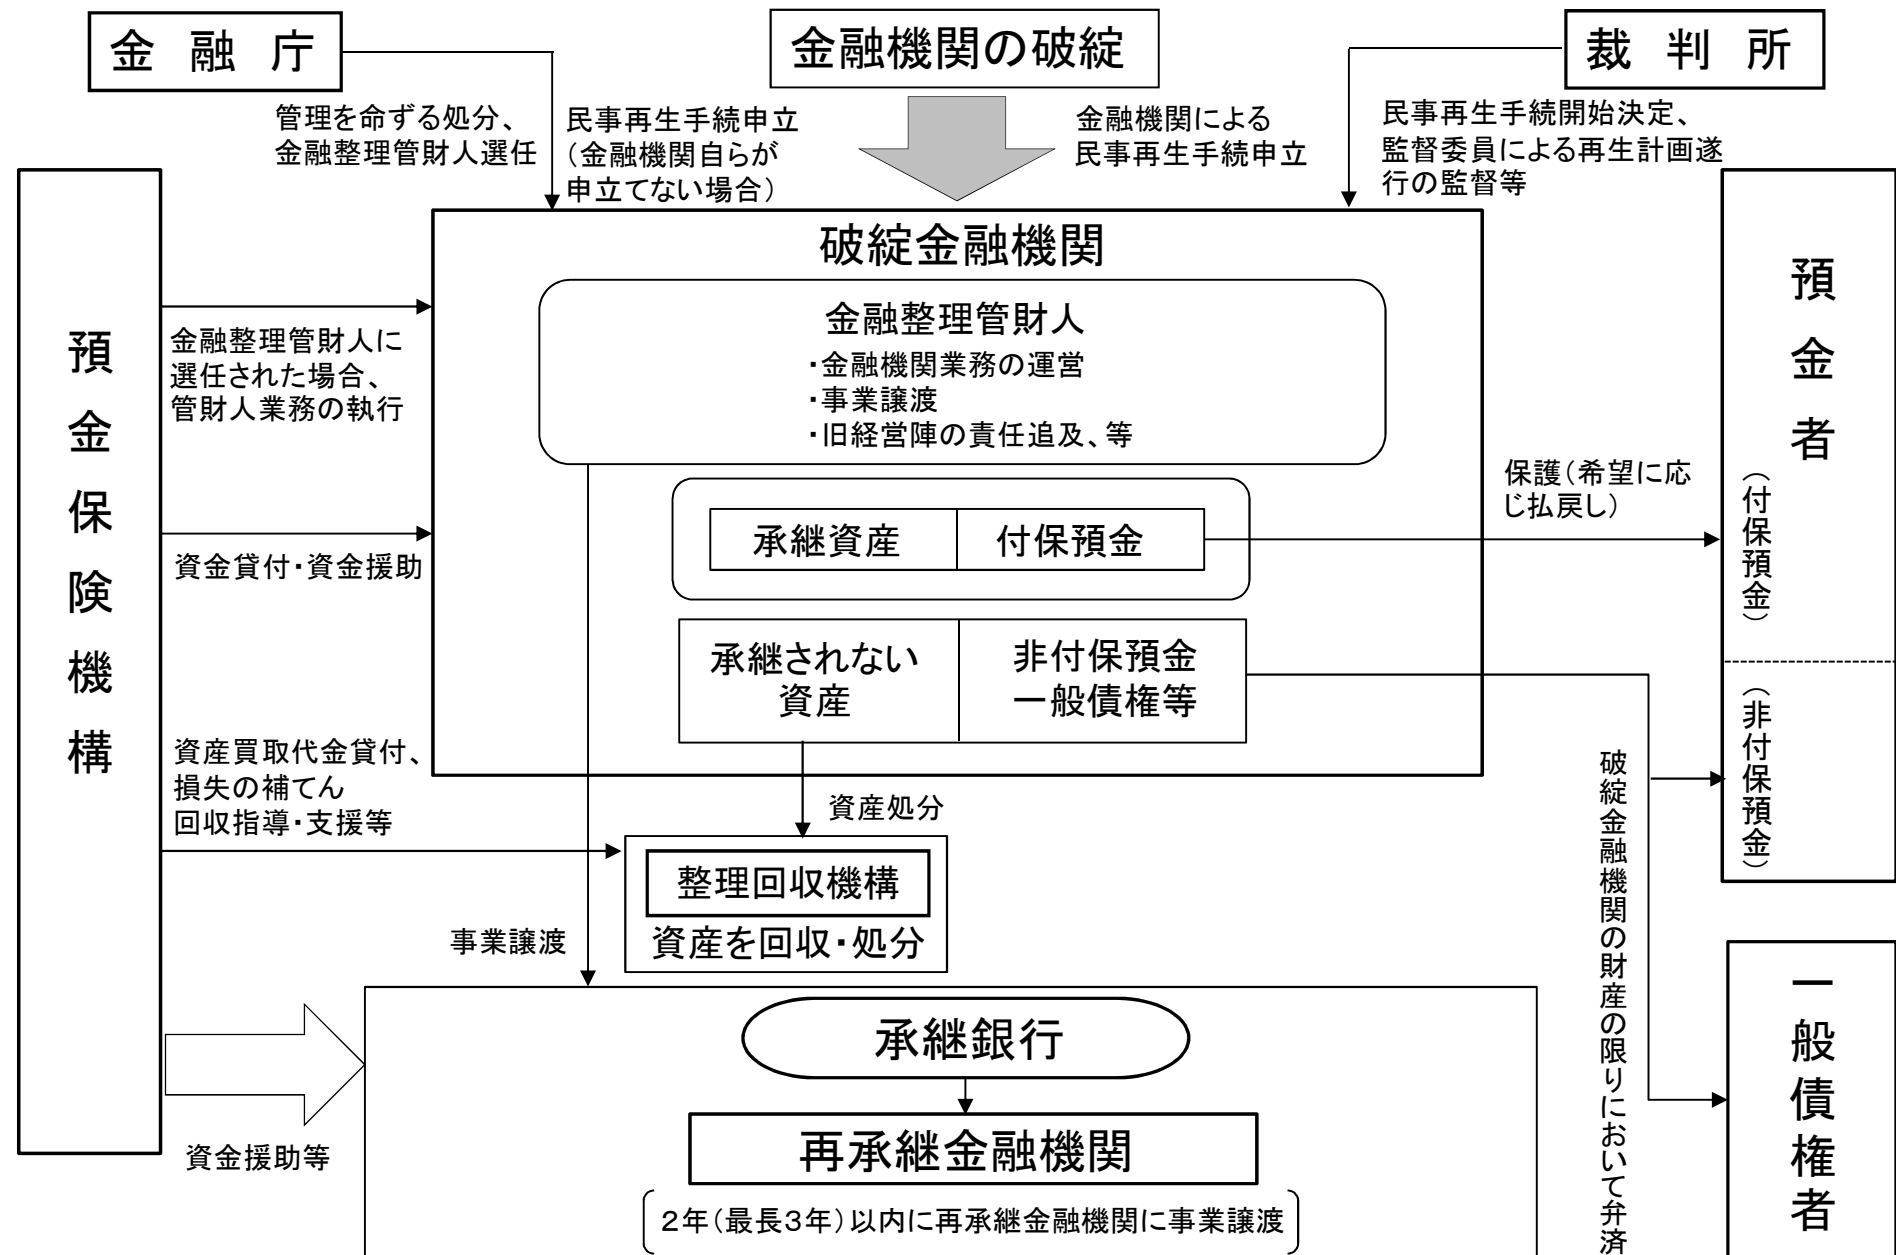 金融庁
金融機関の破綻
裁判所
管理を命ずる処分、
金融整理管財人選任
民事再生手続申立
（金融機関自らが
申立てない場合）
金融機関による
民事再生手続申立
民事再生手続開始決定、
監督委員による再生計画遂
行の監督等
預金保険機構
破綻金融機関
金融整理管財人
・金融機関業務の運営
・事業譲渡
・旧経営陣の責任追及、等
金融整理管財人に
選任された場合、
管財人業務の執行
資金貸付・資金援助
承継資産
付保預金
保護（希望に応
じ払戻し）
預金者
（付保預金）
（非付保預金）
承継されない
資産
非付保預金
一般債権等
資産買取代金貸付、
損失の補てん
回収指導・支援等
資産処分
整理回収機構
資産を回収・処分
事業譲渡
破綻金融機関の財産の限りにおいて弁済
一般債権者
承継銀行
再承継金融機関
２年（最長３年）以内に再承継金融機関に事業譲渡
資金援助等